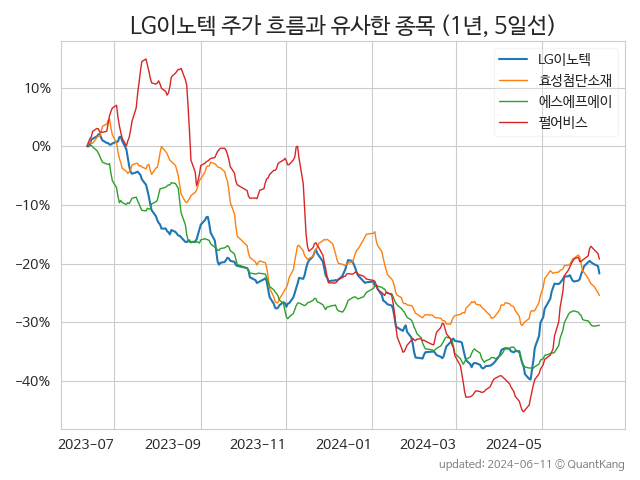 LG이노텍 주가 흐름과 유사한 종목 (1년, 5일선)
LG이노텍
효성첨단소재
에스에프에이
펄어비스
10%
0%
−10%
−20%
−30%
−40%
2023-07
2023-09
2023-11
2024-01
2024-03
2024-05
updated: 2024-06-11 © QuantKang